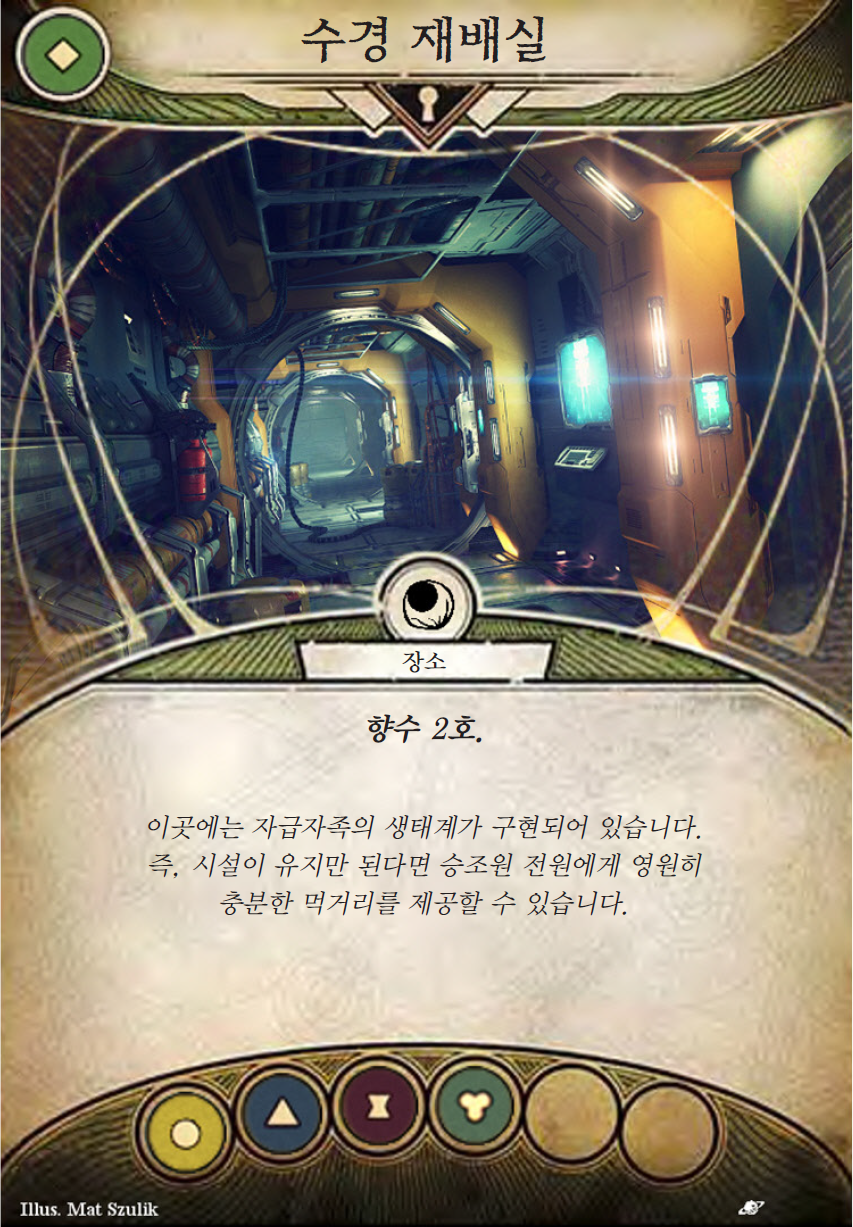 수경 재배실
장소
향수 2호.
이곳에는 자급자족의 생태계가 구현되어 있습니다.
즉, 시설이 유지만 된다면 승조원 전원에게 영원히
충분한 먹거리를 제공할 수 있습니다.
Illus. Mat Szulik